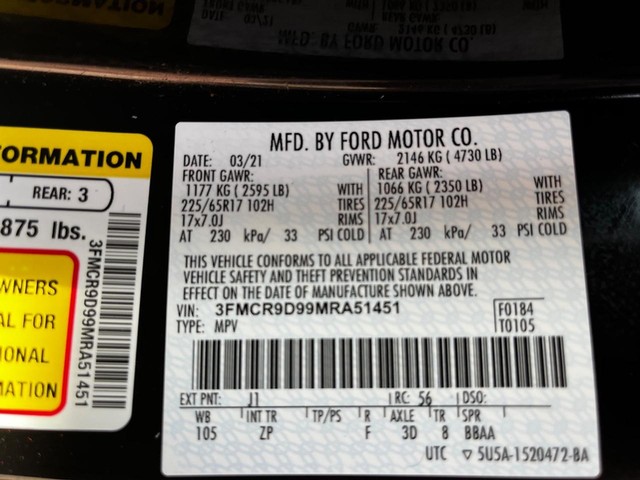 ORMATION
REAR: 3
875 lbs.
WNERS
AL FOR
IONAL
MATION
3FMCR9D99MRA51451
MFD. BY FORD MOTOR CO.
DATE: 03/21 GVWR: 2146 KG ( 4730 LB)
FRONT GAWR: REAR GAWR:
1177 KG ( 2595 LB) WITH 1066 KG ( 2350 LB) WITH
225/65R17 102H TIRES 225/65R17 102H TIRES
17x7.0J RIMS 17x7.0J RIMS
AT 230 kPa/ 33 PSI COLD AT 230 kPa/ 33 PSI COLD
THIS VEHICLE CONFORMS TO ALL APPLICABLE FEDERAL MOTOR
VEHICLE SAFETY AND THEFT PREVENTION STANDARDS IN
EFFECT ON THE DATE OF MANUFACTURE SHOWN ABOVE.
VIN: 3FMCR9D99MRA51451 F0184
TYPE: MPV T0105
EXT PNT: J1 RC: 56 DSO:
WB INT TR TP/PS R AXLE TR SPR
105 ZP F 3D 8 BBAA
UTC ▽ 5U5A-1520472-BA